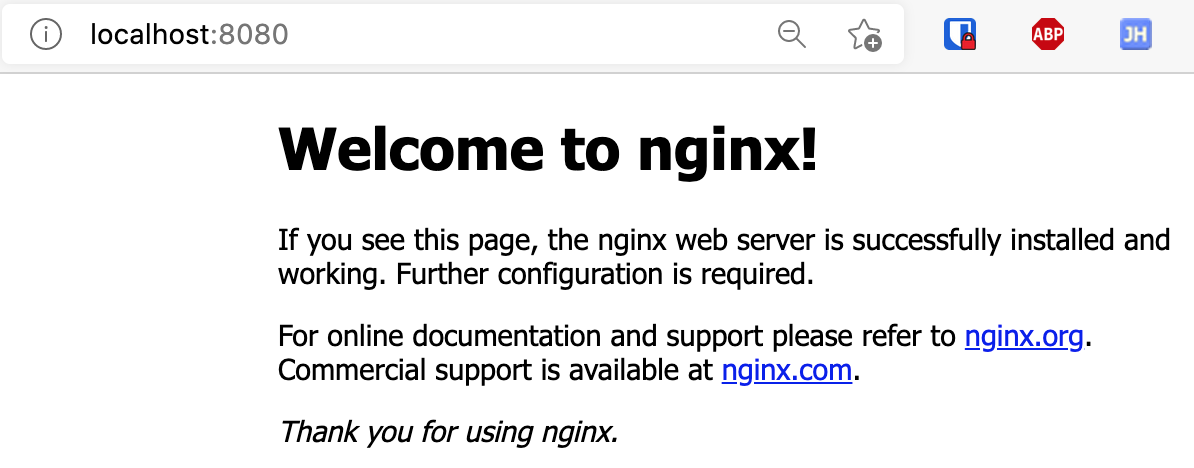 localhost:8080
ABP
JH
Welcome to nginx!
If you see this page, the nginx web server is successfully installed and
working. Further configuration is required.
For online documentation and support please refer to nginx.org.
Commercial support is available at nginx.com.
Thank you for using nginx.